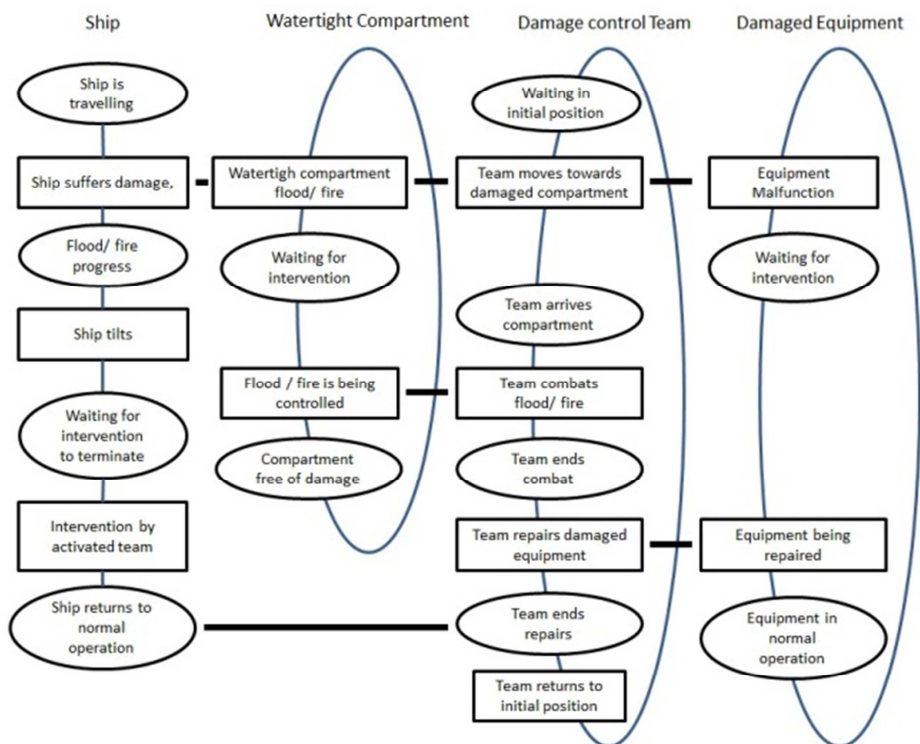 Ship
Watertight Compartment
Damage control Team
Damaged Equipment
Ship is
travelling
Waiting in
initial position
Ship suffers damage,
Watertigh compartment
flood/ fire
Team moves towards
damaged compartment
Equipment
Malfunction
Flood/ fire
progress
Waiting for
intervention
Waiting for
intervention
Team arrives
compartment
Ship tilts
Flood / fire is being
controlled
Team combats
flood/ fire
Waiting for
intervention
to terminate
Compartment
free of damage
Team ends
combat
Intervention by
activated team
Team repairs damaged
equipment
Equipment being
repaired
Ship returns to
normal
operation
Team ends
repairs
Equipment in
normal
operation
Team returns to
initial position